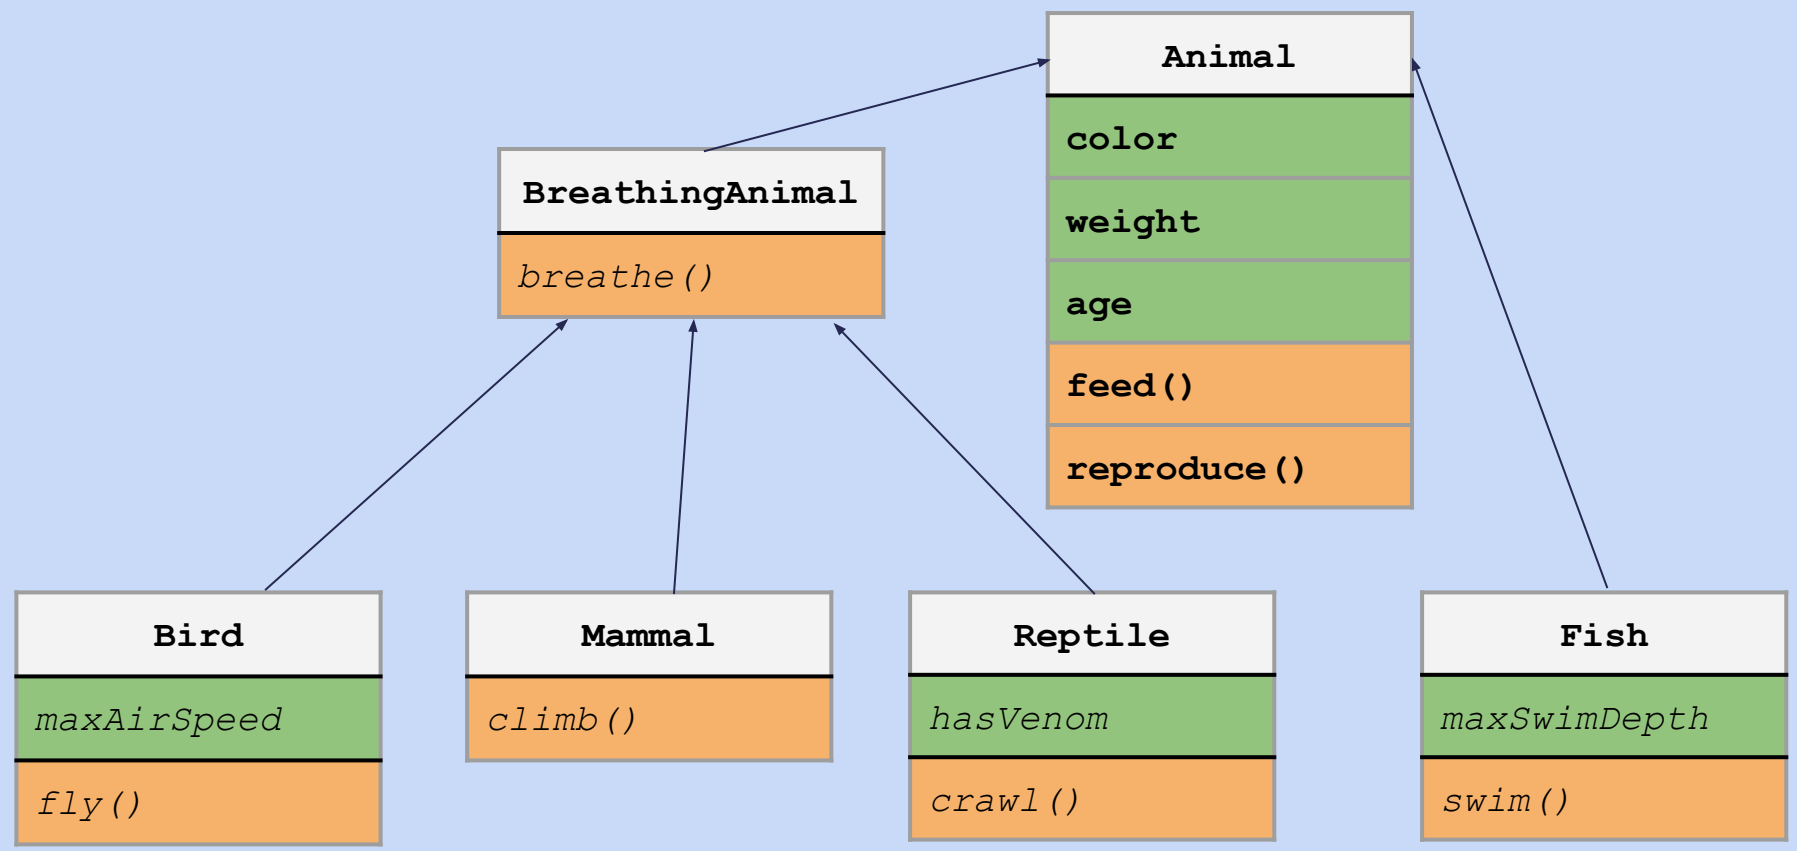 Animal
color
weight
age
feed()
reproduce()
BreathingAnimal
breathe()
Bird
maxAirSpeed
fly()
Mammal
climb()
Reptile
hasVenom
crawl()
Fish
maxSwimDepth
swim()